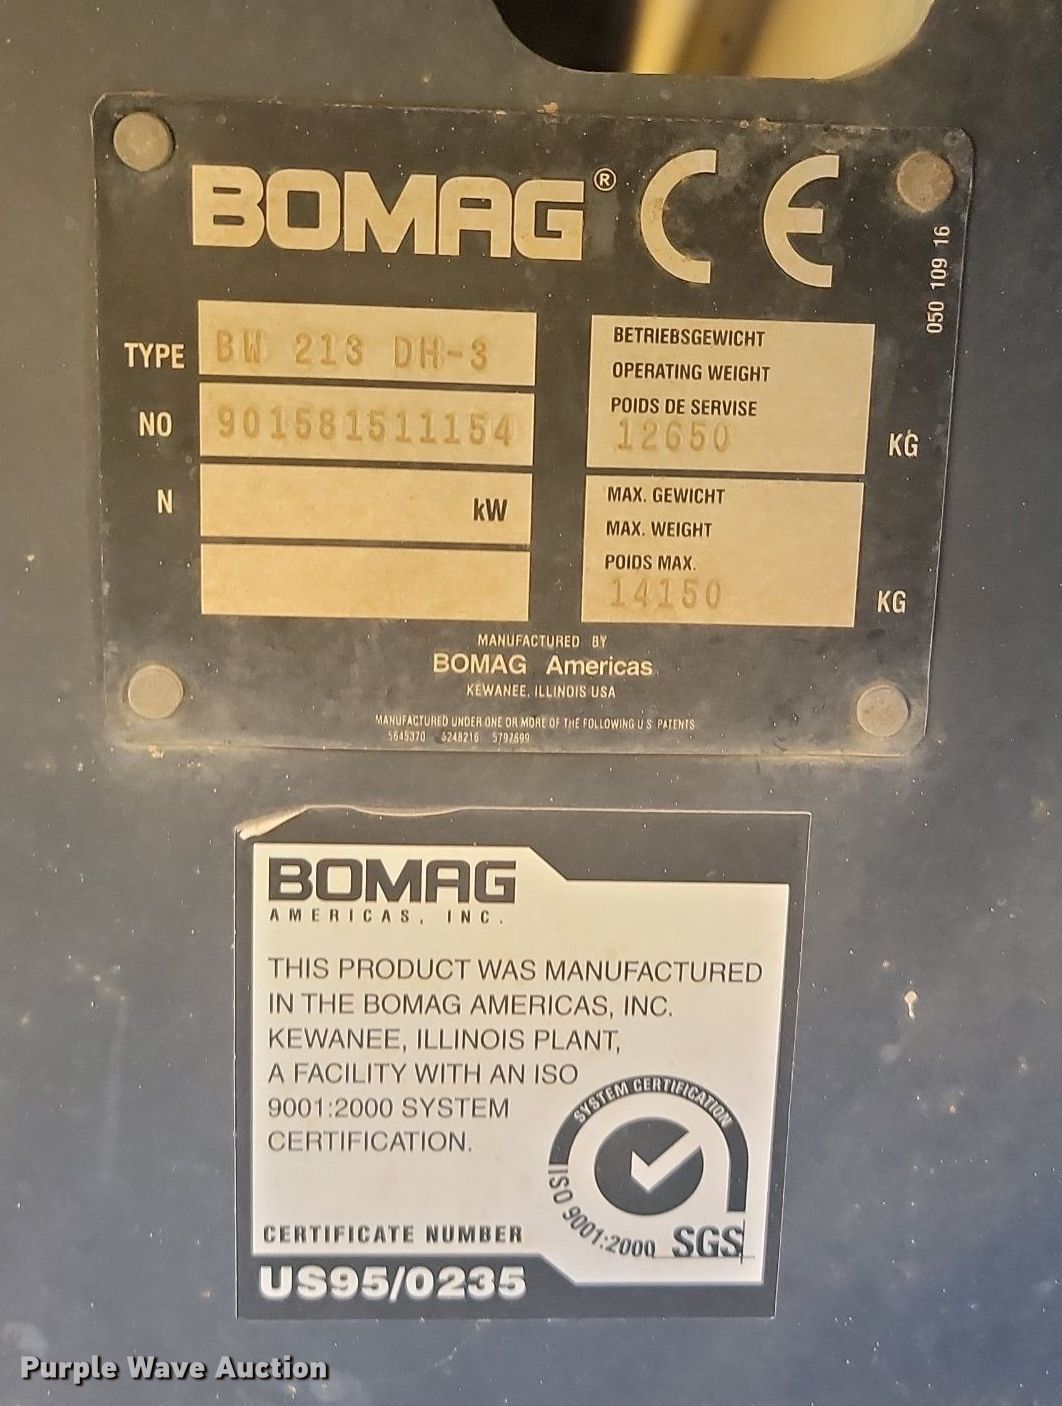 BOMAG® CE
050 109 16
TYPE BW 213 DH-3
NO 901581511154
N kW
BETRIEBSGEWICHT
OPERATING WEIGHT
POIDS DE SERVISE
12650 KG
MAX. GEWICHT
MAX. WEIGHT
POIDS MAX.
14150 KG
MANUFACTURED BY
BOMAG Americas
KEWANEE, ILLINOIS USA
MANUFACTURED UNDER ONE OR MORE OF THE FOLLOWING U S PATENTS
5645370 5248216 5797699
BOMAG
AMERICAS, INC.
THIS PRODUCT WAS MANUFACTURED
IN THE BOMAG AMERICAS, INC.
KEWANEE, ILLINOIS PLANT,
A FACILITY WITH AN ISO
9001:2000 SYSTEM
CERTIFICATION.
SYSTEM CERTIFICATION
ISO 9001:2000
SGS
CERTIFICATE NUMBER
US95/0235
Purple Wave Auction